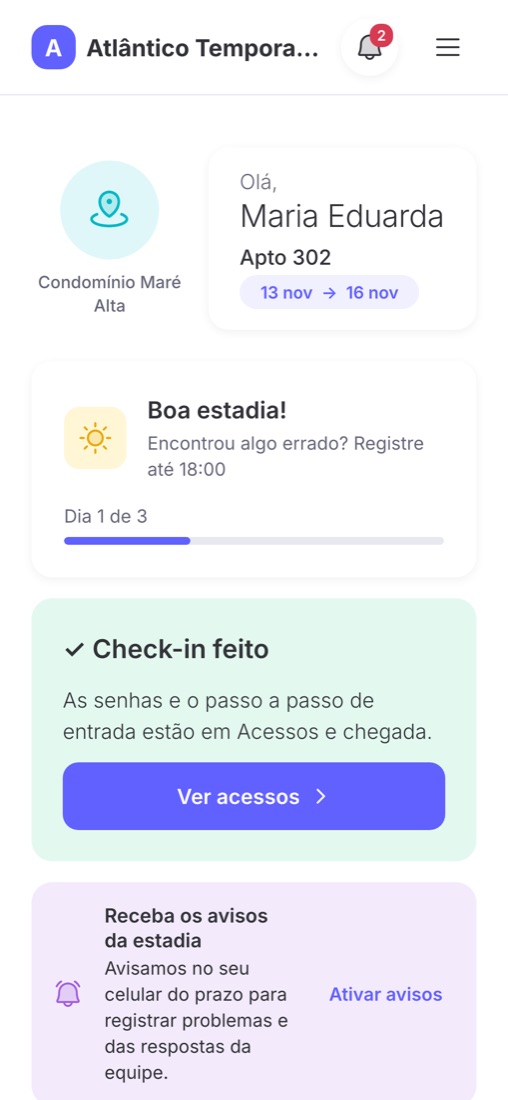 A
Atlântico Tempora...
2
Condomínio Maré
Alta
Olá,
Maria Eduarda
Apto 302
13 nov → 16 nov
Boa estadia!
Encontrou algo errado? Registre
até 18:00
Dia 1 de 3
✓ Check-in feito
As senhas e o passo a passo de
entrada estão em Acessos e chegada.
Ver acessos
Receba os avisos
da estadia
Avisamos no seu
celular do prazo para
registrar problemas e
das respostas da
equipe.
Ativar avisos